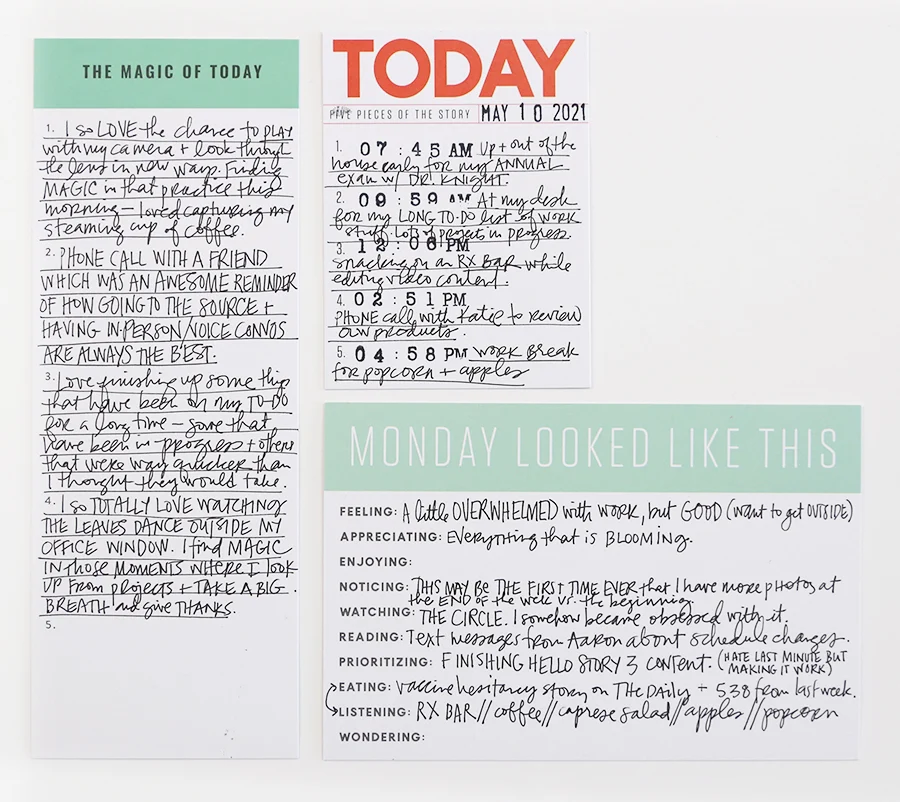 THE MAGIC OF TODAY
1. I so LOVE the chance to PLAY
with my camera + look through
the lens in new ways. Finding
MAGIC in that practice this
morning – loved capturing my
steaming cup of coffee.
2. PHONE CALL WITH A FRIEND
WHICH WAS AN AWESOME REMINDER
OF HOW GOING TO THE SOURCE +
HAVING IN-PERSON/VOICE CONVOS
ARE ALWAYS THE BEST.
3. Love finishing up some things
that have been on my TO-DO
for a long time – some that
have been in-progress + others
that were way quicker than
I thought they would take.
4. I SO TOTALLY LOVE WATCHING
THE LEAVES DANCE OUTSIDE MY
OFFICE WINDOW. I find MAGIC
IN those MOMENTS WHERE I LOOK
UP From projects + TAKE A BIG
BREATH and give THANKS.
5.
TODAY
FIVE PIECES OF THE STORY MAY 10 2021
1. 07:45 AM Up + out of the
house early for my ANNUAL
exam w/ DR. KNIGHT.
2. 09:59 AM At my desk
for my LONG TO-DO list of work
stuff. Lots of projects in progress.
3. 12:06 PM
snacking on an RX BAR while
editing video content.
4. 02:51 PM
PHONE call with Katie to review
our products.
5. 04:58 PM work Break
for popcorn + apples
MONDAY LOOKED LIKE THIS
FEELING: A little OVERWHELMED with WORK, but GOOD (want to get OUTSIDE)
APPRECIATING: Everything that is BLOOMING.
ENJOYING:
NOTICING: THIS MAY BE THE FIRST TIME EVER that I have more photos at
the END of the week vs. the beginning
WATCHING: THE CIRCLE. I somehow became obsessed with it.
READING: Text messages from Aaron about schedule changes.
PRIORITIZING: FINISHING HELLO STORY 3 CONTENT. (HATE LAST MINUTE BUT
MAKING IT WORK)
EATING: vaccine hesitancy story on The Daily + 538 from last week.
LISTENING: RX BAR//coffee//caprese salad//apples//popcorn
WONDERING: